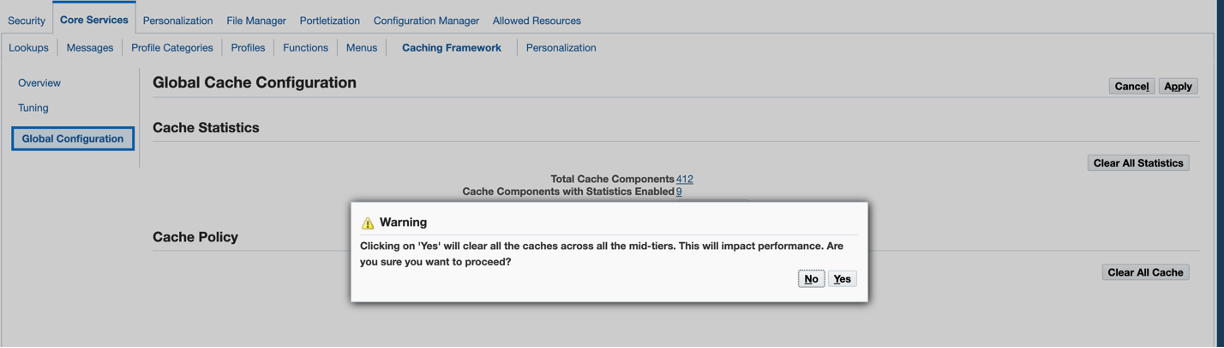 Security Core Services Personalization File Manager Portletization Configuration Manager Allowed Resources
Lookups Messages Profile Categories Profiles Functions Menus Caching Framework Personalization
Overview
Tuning
Global Configuration
Global Cache Configuration
Cancel Apply
Cache Statistics
Clear All Statistics
Total Cache Components 412
Cache Components with Statistics Enabled 9
Warning
Clicking on 'Yes' will clear all the caches across all the mid-tiers. This will impact performance. Are
you sure you want to proceed?
No Yes
Cache Policy
Clear All Cache